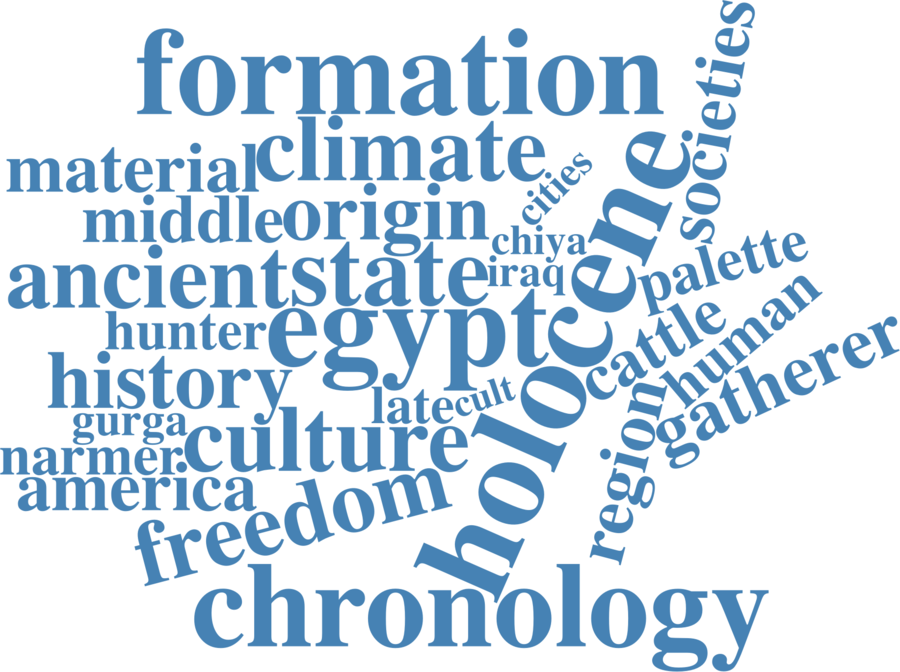 formation
societies
climate
material
cities
holocene
middle
origin
chiya
palette
ancient
state
iraq
human
hunter
egypt
cattle
gatherer
history
late
cult
region
gurga
culture
narmer
america
freedom
chronology